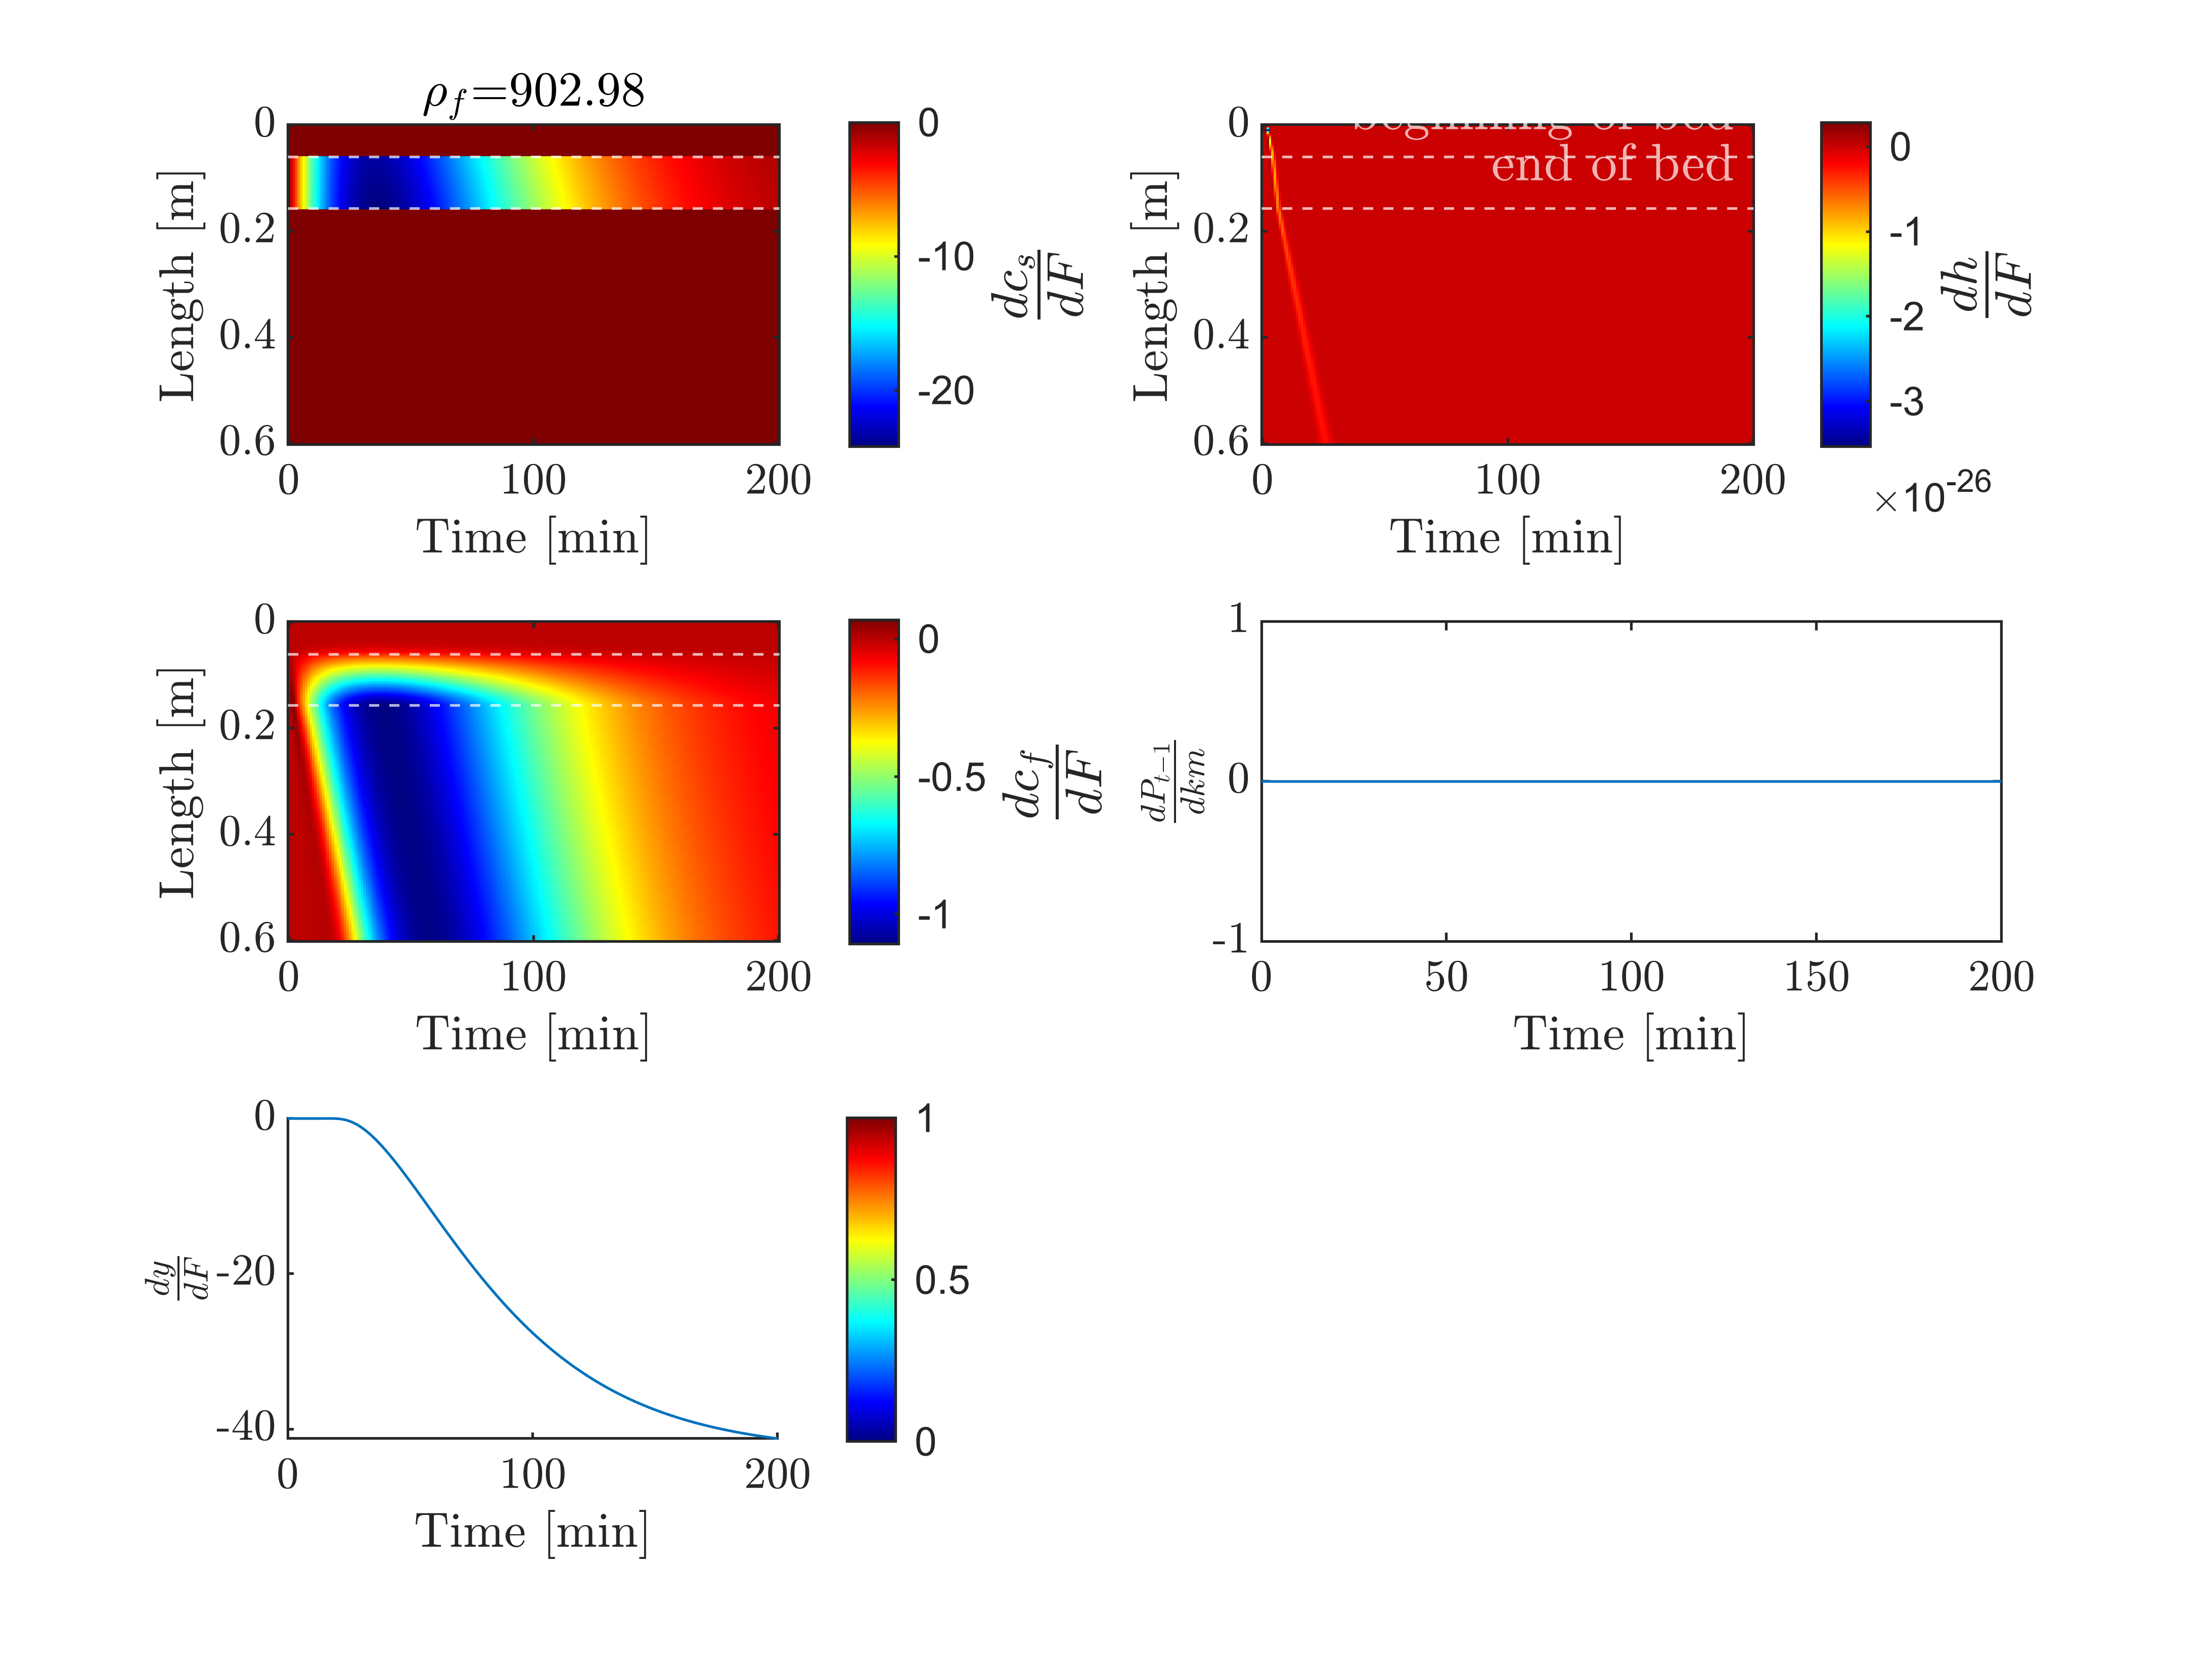 ρf=902.98
0
0.2
0.4
0.6
Length [m]
0 100 200
Time [min]
0
-10
-20
dcs
dF
beginning of bed
end of bed
0
0.2
0.4
0.6
Length [m]
0 100 200
Time [min]
0
-1
-2
-3
×10-26
dh
dF
0
0.2
0.4
0.6
Length [m]
0 100 200
Time [min]
0
-0.5
-1
dcf
dF
1
0
-1
dPt−1
dkm
0 50 100 150 200
Time [min]
0
-20
-40
dy
dF
0 100 200
Time [min]
1
0.5
0